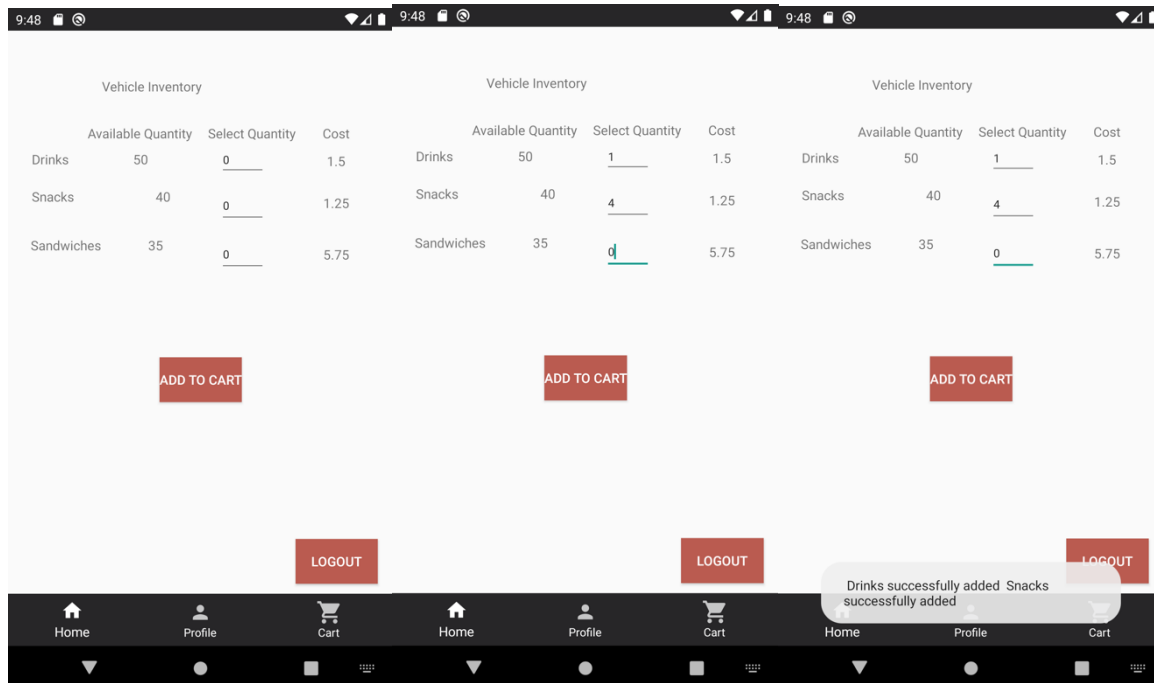 9:48
Vehicle Inventory
Available Quantity Select Quantity Cost
Drinks 50 0 1.5
Snacks 40 0 1.25
Sandwiches 35 0 5.75
ADD TO CART
LOGOUT
Home Profile Cart
9:48
Vehicle Inventory
Available Quantity Select Quantity Cost
Drinks 50 1 1.5
Snacks 40 4 1.25
Sandwiches 35 0 5.75
ADD TO CART
LOGOUT
Home Profile Cart
9:48
Vehicle Inventory
Available Quantity Select Quantity Cost
Drinks 50 1 1.5
Snacks 40 4 1.25
Sandwiches 35 0 5.75
ADD TO CART
LOGOUT
Drinks successfully added Snacks
successfully added
Home Profile Cart